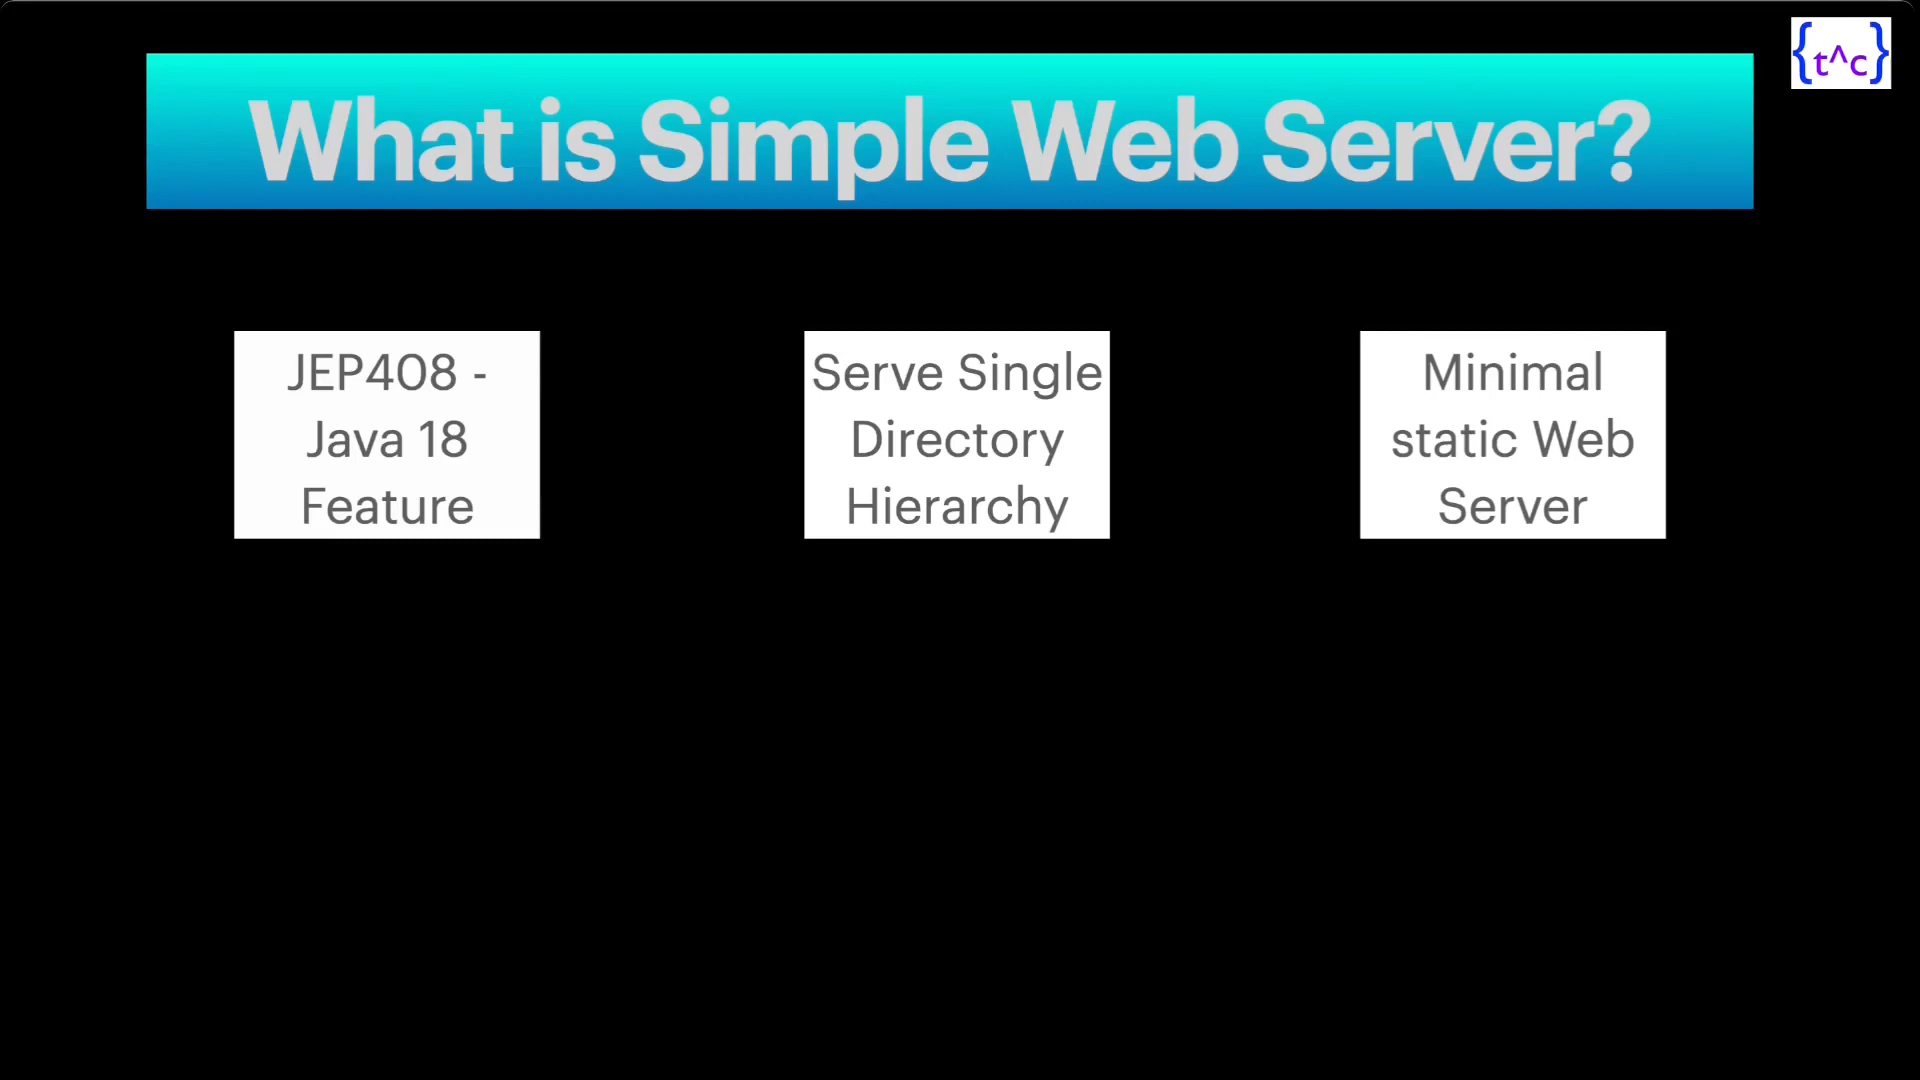 {t^c}
What is Simple Web Server?
JEP408 -
Java 18
Feature
Serve Single
Directory
Hierarchy
Minimal
static Web
Server